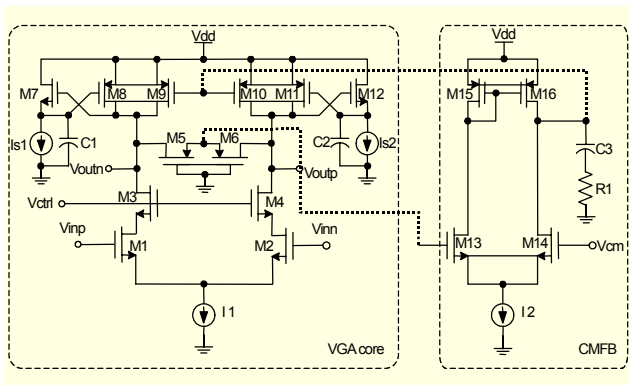 Vdd
Vdd
M7
M8
M9
M10
M11
M12
M15
M16
Is1
C1
M5
M6
C2
Is2
C3
Voutn
Voutp
R1
Vctrl
M3
M4
Vinp
M1
M2
Vinn
M13
M14
Vcm
I1
I2
VGA core
CMFB